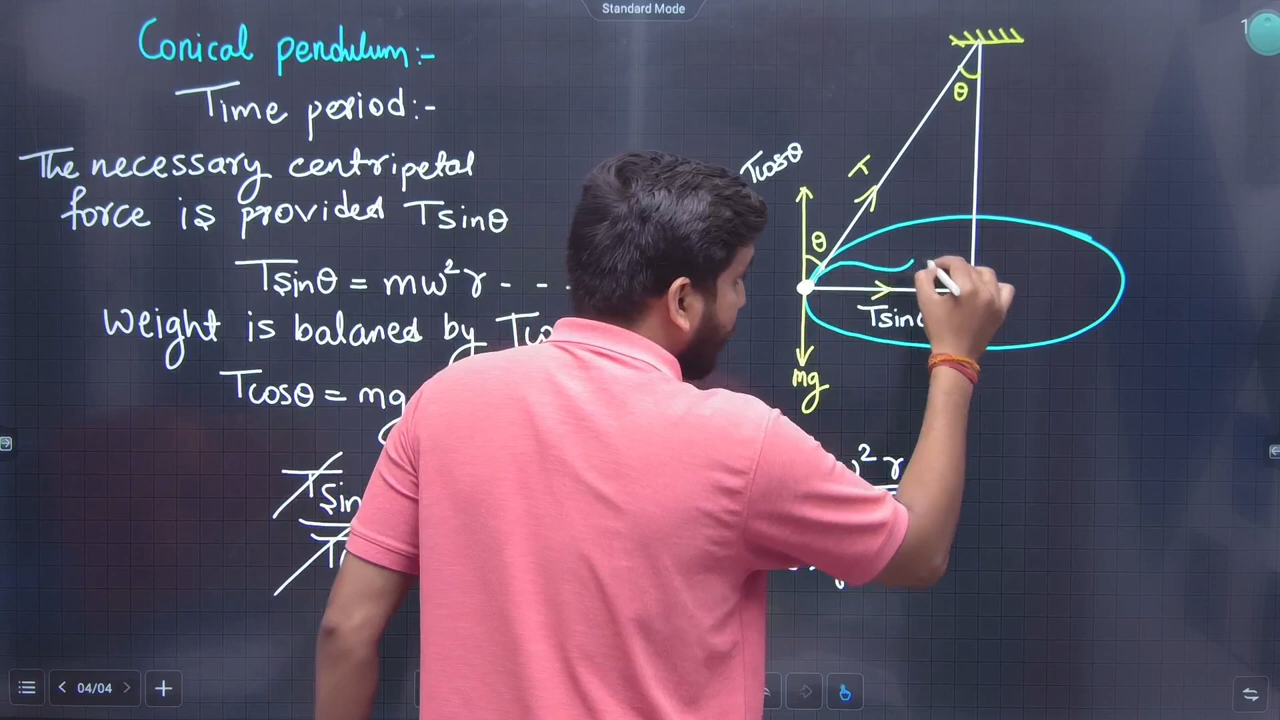 Standard Mode
Conical pendulum:-
Time period:-
The necessary centripetal
force is provided Tsinθ
Tsinθ = mω²r - - -
Weight is balaned by
Tcosθ = mg
θ
T
Tcosθ
θ
mg
04/04